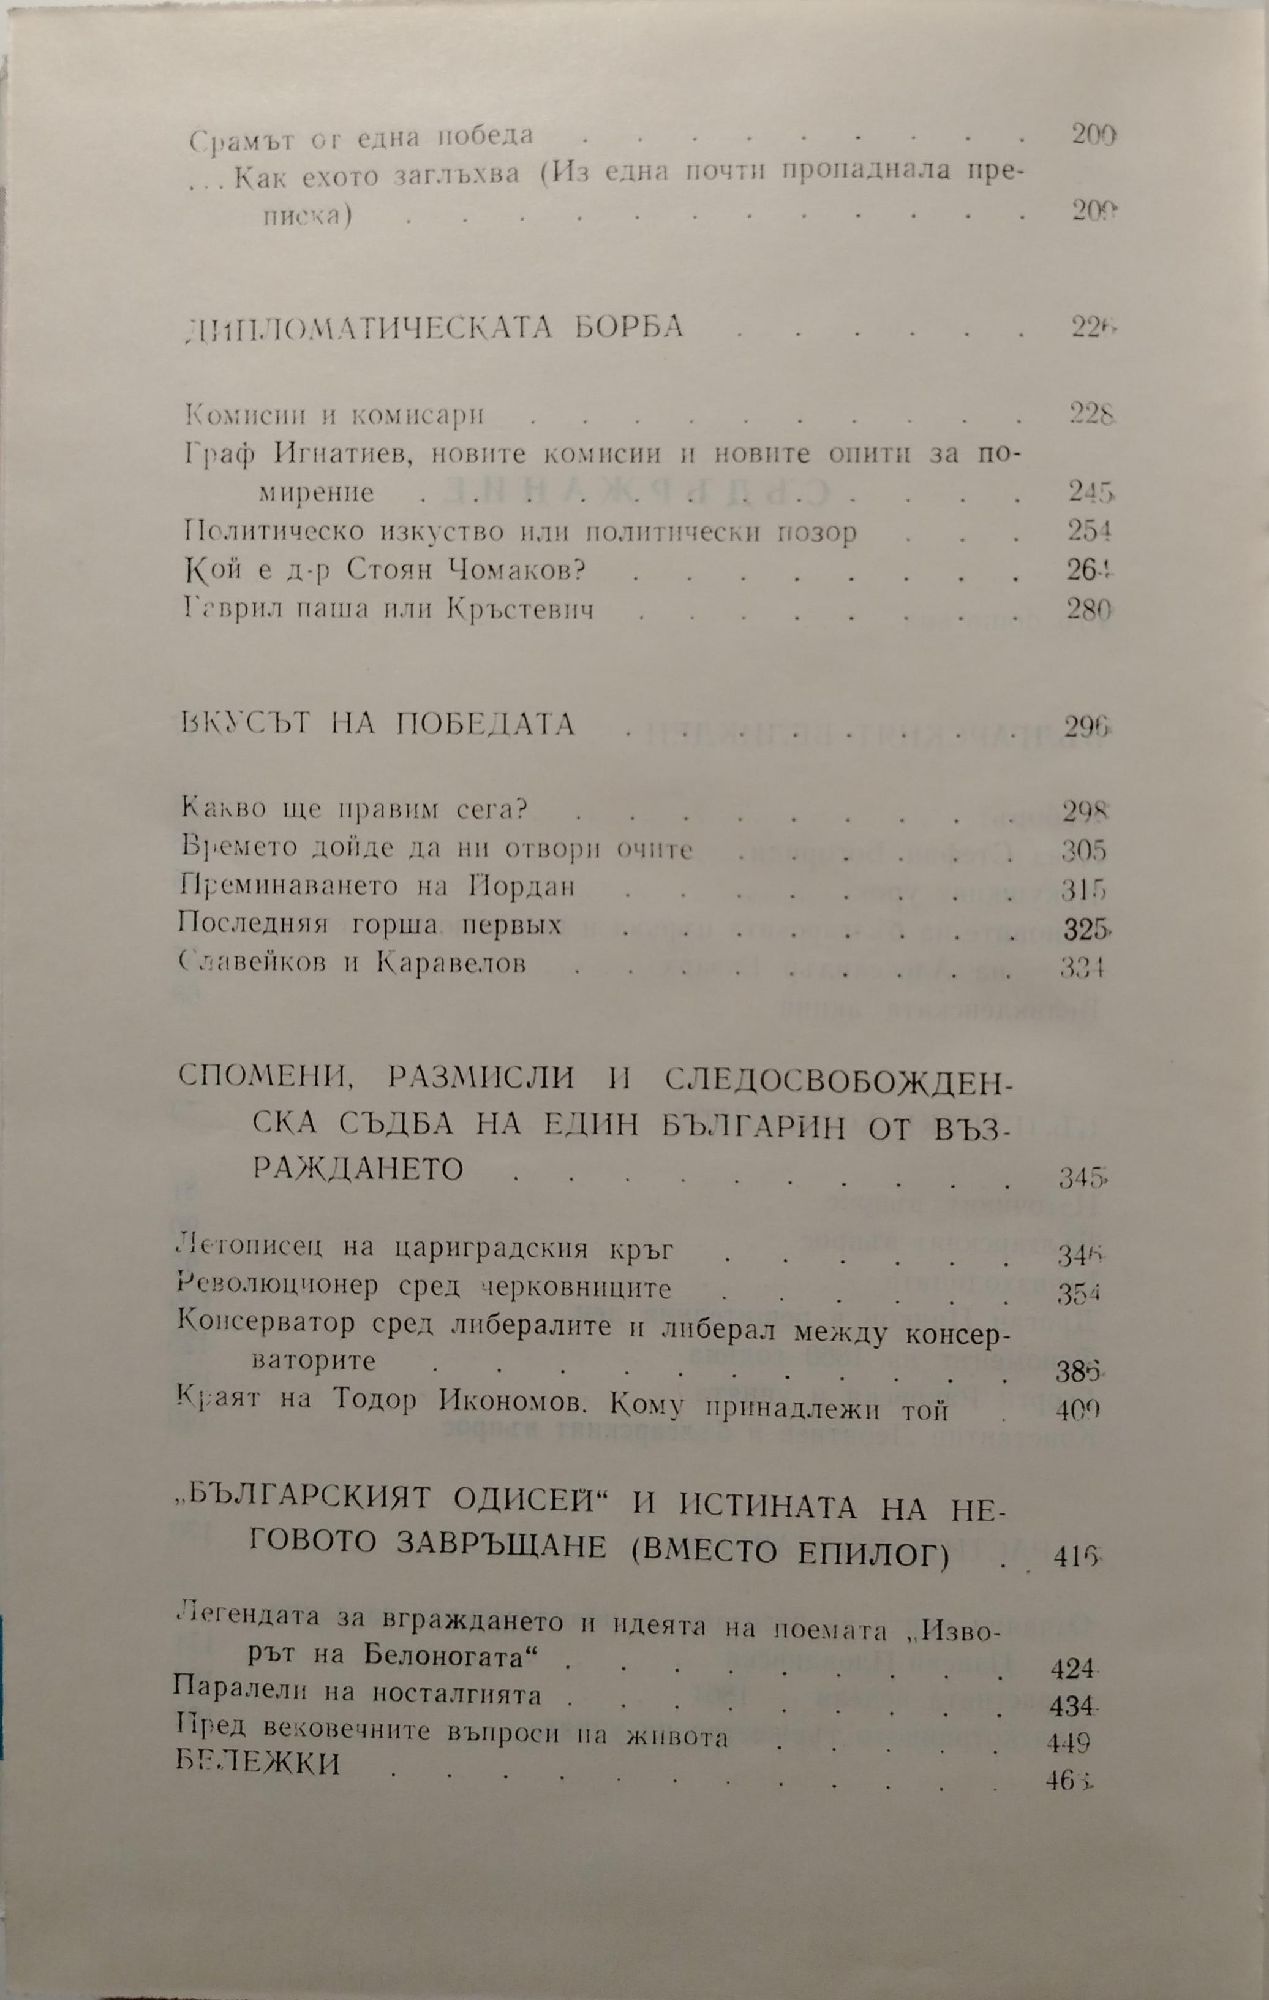 Срамът от една победа . . . . . . . . . 200
...Как ехото заглъхва (Из една почти пропаднала пре-
писка) . . . . . . . . . . . . 209
ДИПЛОМАТИЧЕСКАТА БОРБА . . . . . . 226
Комисии и комисари . . . . . . . . . . 228
Граф Игнатиев, новите комисии и новите опити за по-
мирение . . . . . . . . . . . . 245
Политическо изкуство или политически позор . . . 254
Кой е д-р Стоян Чомаков? . . . . . . . . 264
Гаврил паша или Кръстевич . . . . . . . . 280
ВКУСЪТ НА ПОБЕДАТА . . . . . . . . 296
Какво ще правим сега? . . . . . . . . 298
Времето дойде да ни отвори очите . . . . . . 305
Преминаването на Йордан . . . . . . . . 315
Последняя горша первых . . . . . . . . 325
Славейков и Каравелов . . . . . . . . . 334
СПОМЕНИ, РАЗМИСЛИ И СЛЕДОСВОБОЖДЕН-
СКА СЪДБА НА ЕДИН БЪЛГАРИН ОТ ВЪЗ-
РАЖДАНЕТО . . . . . . . . . . 345
Летописец на цариградския кръг . . . . . . 346
Революционер сред черковниците . . . . . . 354
Консерватор сред либералите и либерал между консер-
ваторите . . . . . . . . . . . . 386
Краят на Тодор Икономов. Кому принадлежи той . 409
„БЪЛГАРСКИЯТ ОДИСЕЙ“ И ИСТИНАТА НА НЕ-
ГОВОТО ЗАВРЪЩАНЕ (ВМЕСТО ЕПИЛОГ) . . 416
Легендата за вграждането и идеята на поемата „Изво-
рът на Белоногата“ . . . . . . . . . 424
Паралели на носталгията . . . . . . . . . 434
Пред вековечните въпроси на живота . . . . . 449
БЕЛЕЖКИ . . . . . . . . . . . .